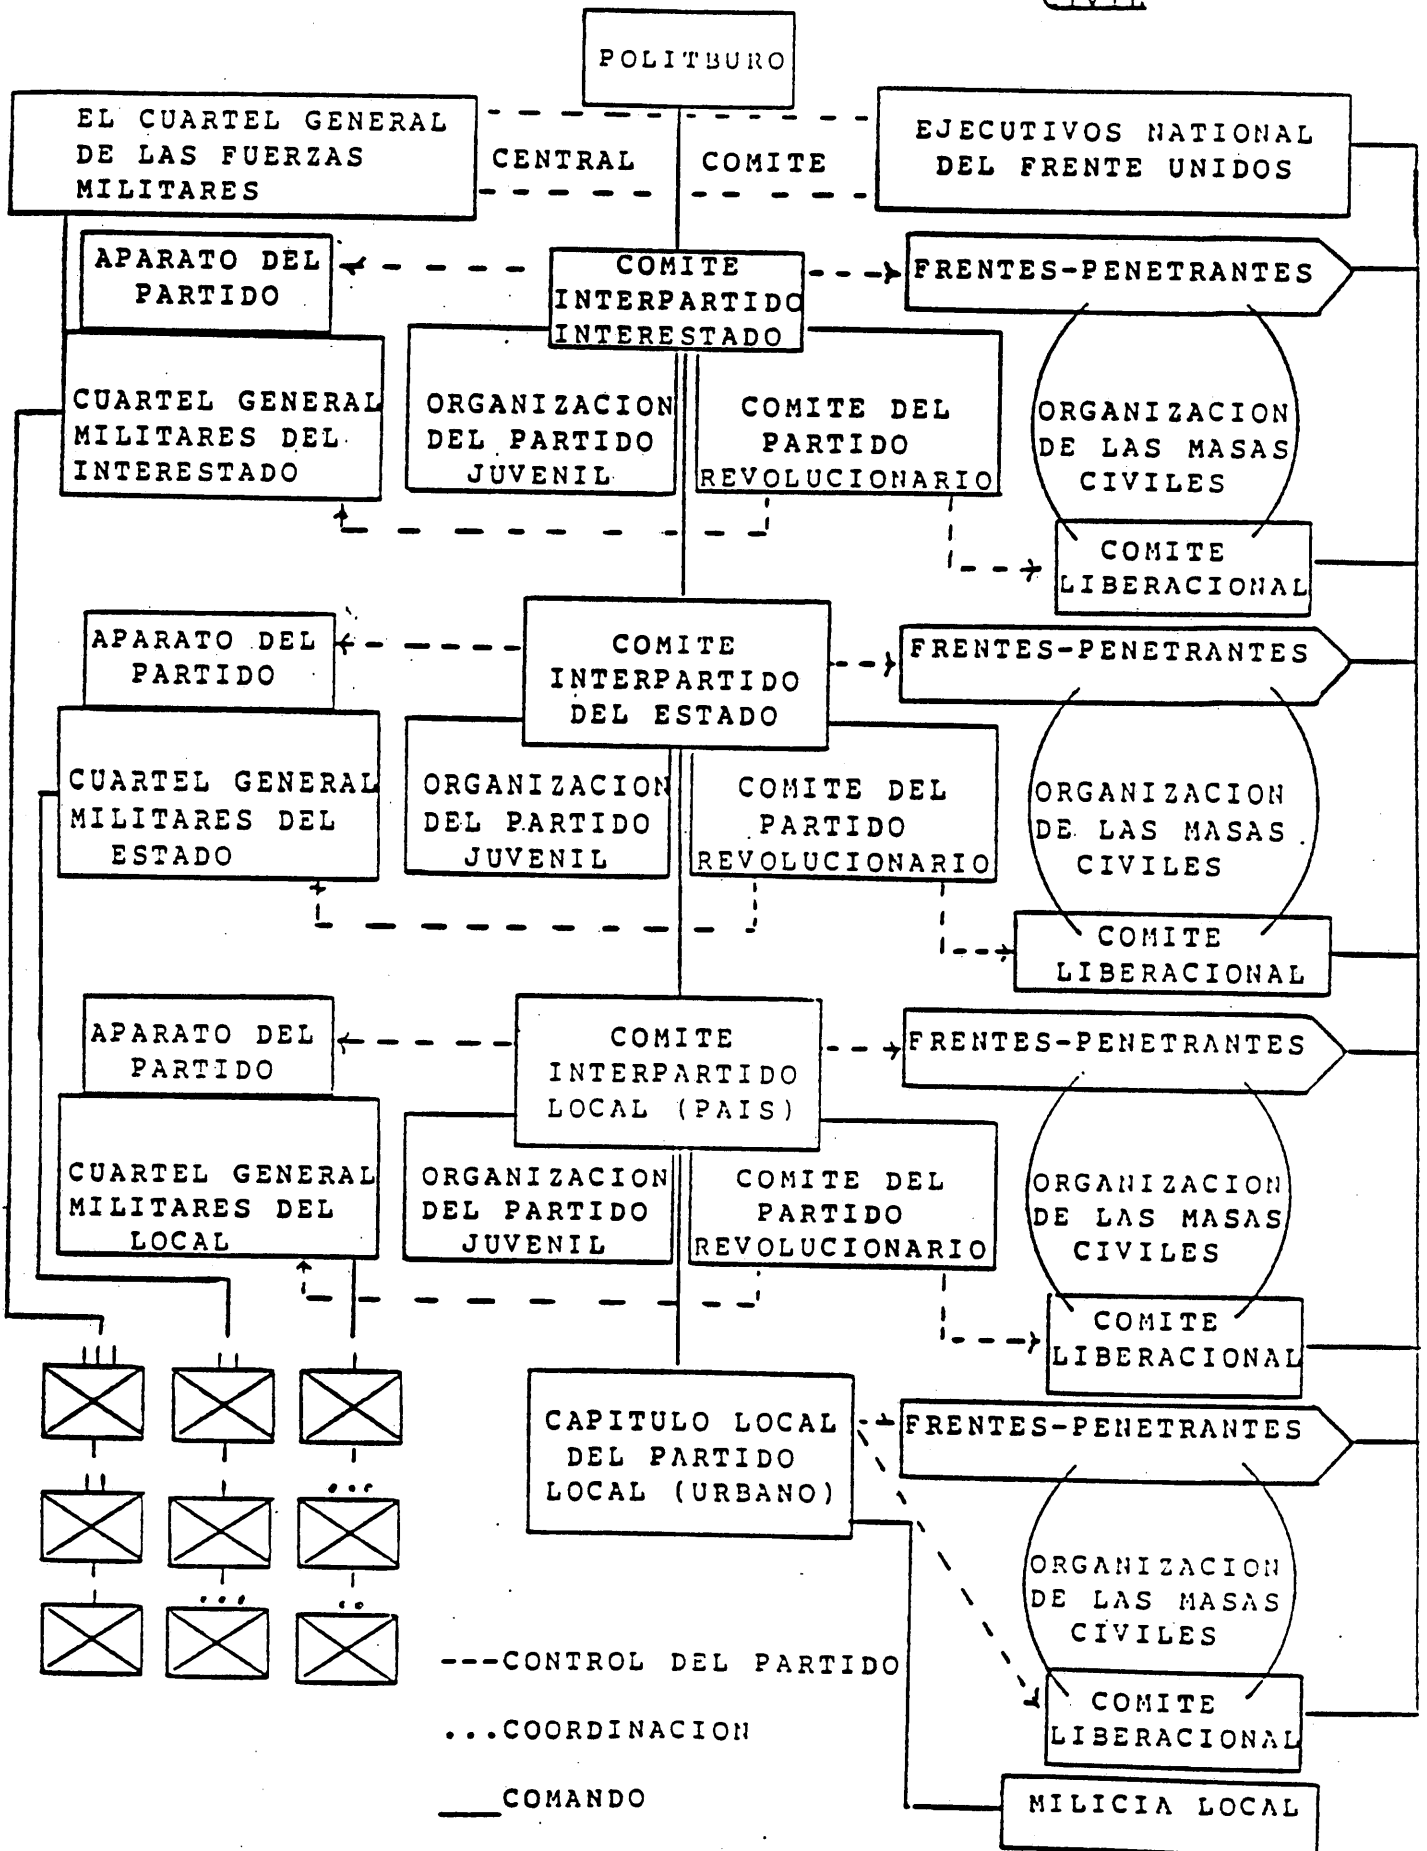 CIVIL
POLITBURO
EL CUARTEL GENERAL
DE LAS FUERZAS
MILITARES
CENTRAL COMITE
EJECUTIVOS NATIONAL
DEL FRENTE UNIDOS
APARATO DEL
PARTIDO
COMITE
INTERPARTIDO
INTERESTADO
FRENTES-PENETRANTES
CUARTEL GENERAL
MILITARES DEL
INTERESTADO
ORGANIZACION
DEL PARTIDO
JUVENIL
COMITE DEL
PARTIDO
REVOLUCIONARIO
ORGANIZACION
DE LAS MASAS
CIVILES
COMITE
LIBERACIONAL
APARATO DEL
PARTIDO
COMITE
INTERPARTIDO
DEL ESTADO
FRENTES-PENETRANTES
CUARTEL GENERAL
MILITARES DEL
ESTADO
ORGANIZACION
DEL PARTIDO
JUVENIL
COMITE DEL
PARTIDO
REVOLUCIONARIO
ORGANIZACION
DE LAS MASAS
CIVILES
COMITE
LIBERACIONAL
APARATO DEL
PARTIDO
COMITE
INTERPARTIDO
LOCAL (PAIS)
FRENTES-PENETRANTES
CUARTEL GENERAL
MILITARES DEL
LOCAL
ORGANIZACION
DEL PARTIDO
JUVENIL
COMITE DEL
PARTIDO
REVOLUCIONARIO
ORGANIZACION
DE LAS MASAS
CIVILES
COMITE
LIBERACIONAL
CAPITULO LOCAL
DEL PARTIDO
LOCAL (URBANO)
FRENTES-PENETRANTES
ORGANIZACION
DE LAS MASAS
CIVILES
COMITE
LIBERACIONAL
MILICIA LOCAL
---CONTROL DEL PARTIDO
...COORDINACION
___COMANDO